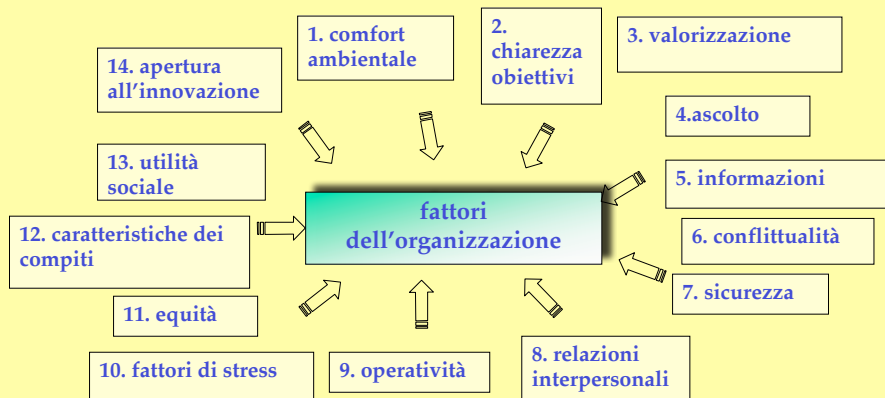 1. comfort
ambientale
2.
chiarezza
obiettivi
3. valorizzazione
4.ascolto
5. informazioni
6. conflittualità
7. sicurezza
8. relazioni
interpersonali
9. operatività
10. fattori di stress
11. equità
12. caratteristiche dei
compiti
13. utilità
sociale
14. apertura
all'innovazione
fattori
dell'organizzazione